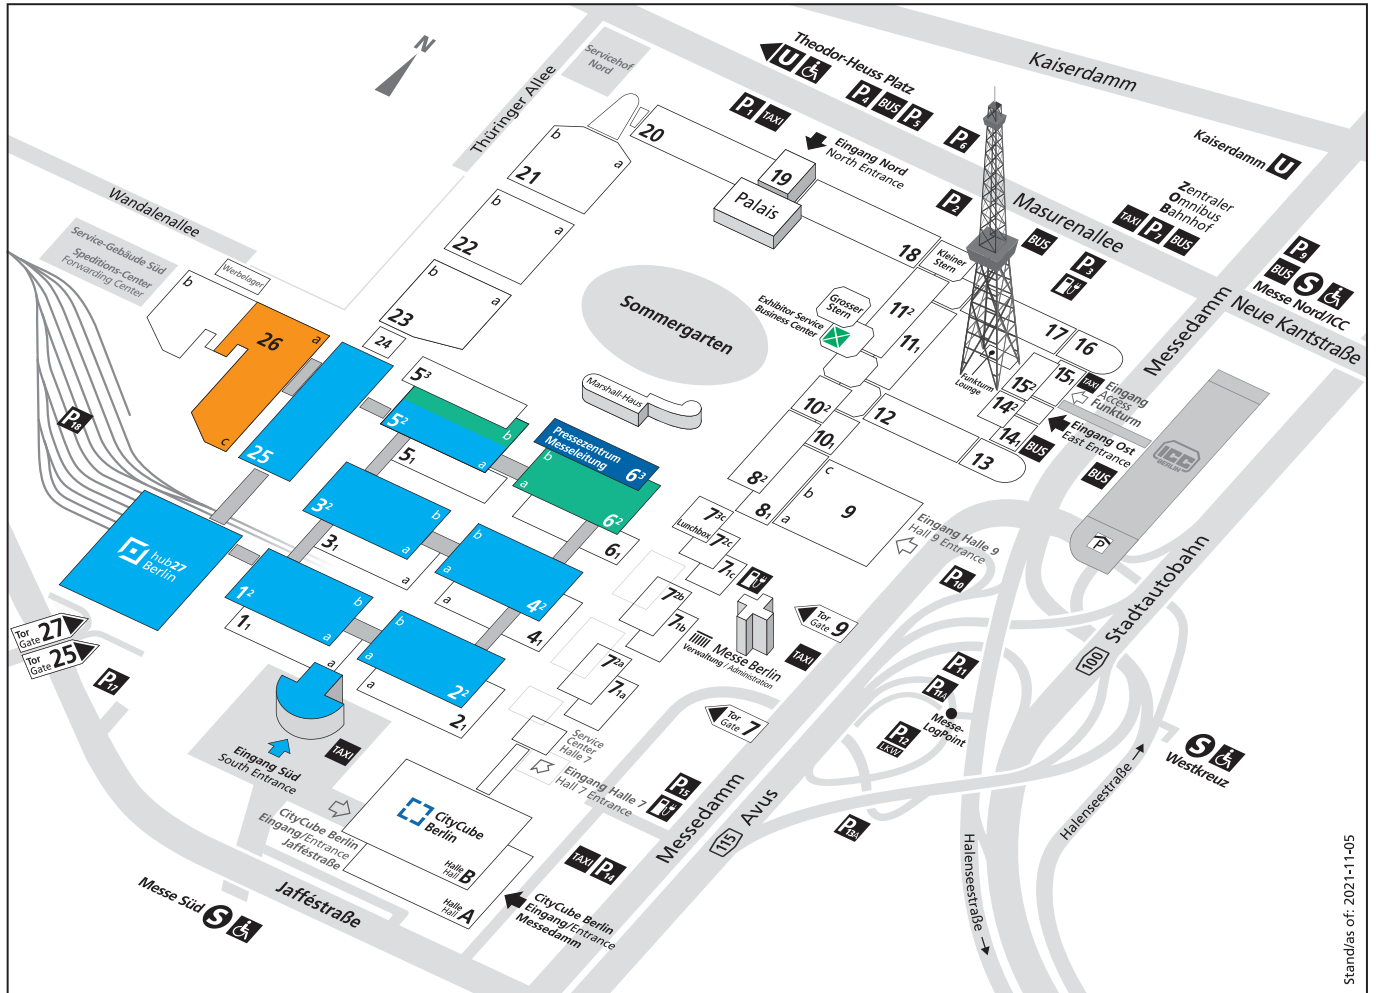 N
Servicehof
Nord
Thüringer Allee
Theodor-Heuss Platz
U
P4
BUS
P5
P1
TAXI
P6
Eingang Nord
North Entrance
Kaiserdamm
Kaiserdamm
U
Zentraler
Omnibus
Bahnhof
TAXI
P7
BUS
P2
Masurenallee
BUS
P3
P9
BUS
S
Messe Nord/ICC
Neue Kantstraße
Messedamm
Wandalenallee
Service-Gebäude Süd
Speditions-Center
Forwarding Center
Werbelager
b
a
20
b
a
21
b
a
22
b
a
23
24
19
Palais
18
Kleiner
Stern
Grosser
Stern
Exhibitor Service
Business Center
Sommergarten
Marshall-Haus
11²
11₁
17
16
Funkturm
Lounge
15²
15₁
TAXI
Eingang
Access
Funkturm
14²
14₁
Eingang Ost
East Entrance
BUS
BUS
ICC
BERLIN
P
12
13
10²
10₁
8²
8₁
c
b
a
9
Eingang Halle 9
Hall 9 Entrance
P10
26
c
25
P18
5³
5²
b
a
5₁
Pressezentrum
Messeleitung
6³
b
a
6²
6₁
3²
b
3₁
a
b
4²
a
4₁
hub27
Berlin
1²
b
a
1₁
a
b
a
2²
a
2₁
7³c
Lunchbox
7²c
7₁c
7²b
7₁b
7²a
7₁a
Messe Berlin
Verwaltung / Administration
TAXI
Tor
Gate 9
Tor
Gate 7
Tor
Gate 27
Tor
Gate 25
P17
Eingang Süd
South Entrance
TAXI
Service
Center
Halle 7
Eingang Halle 7
Hall 7 Entrance
P15
CityCube Berlin
Eingang/Entrance
Jafféstraße
CityCube
Berlin
Halle
Hall B
Halle
Hall A
TAXI
P14
CityCube Berlin
Eingang/Entrance
Messedamm
Messe Süd
S
Jafféstraße
Messedamm
115
Avus
P11
P11A
Messe-
LogPoint
P12
LKW
P13A
100
Stadtautobahn
S
Westkreuz
Halenseestraße
Halenseestraße
Stand/as of: 2021-11-05